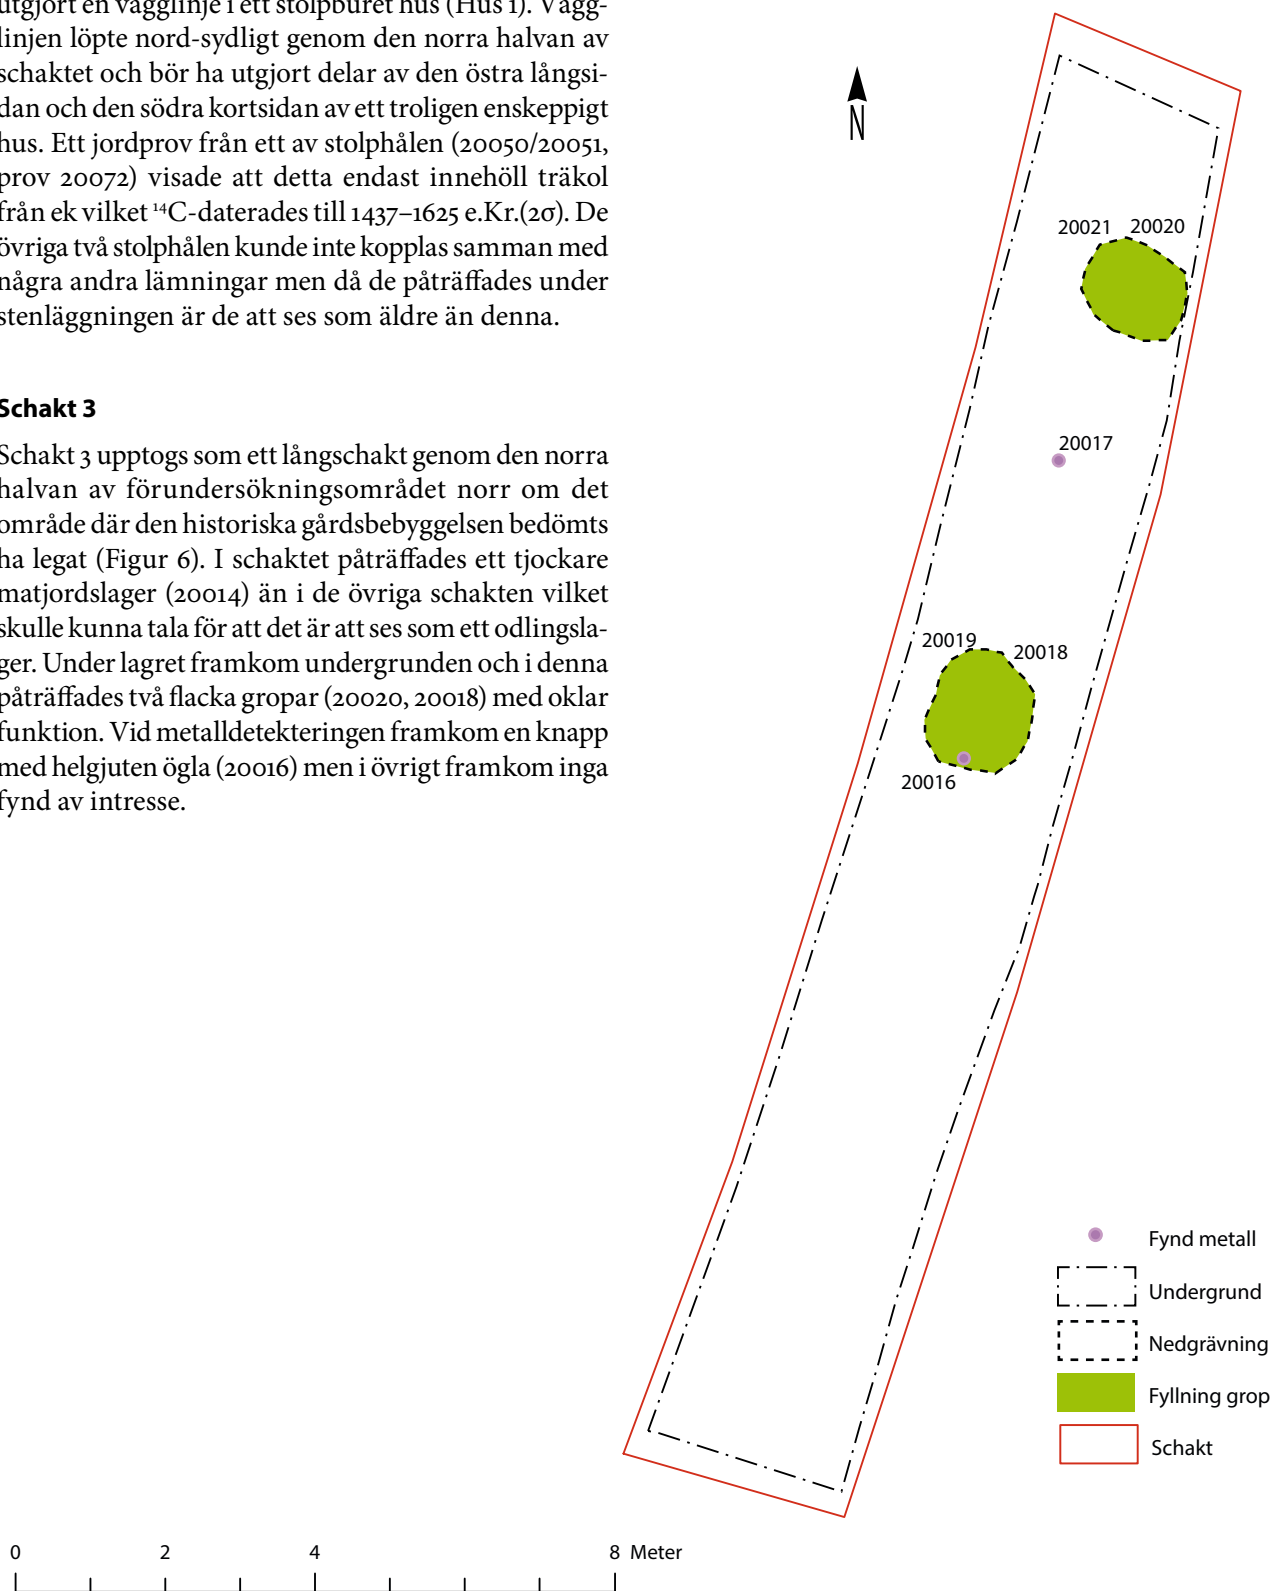 utgjort en vägglinje i ett stolpburet hus (Hus 1). Vägg-
linjen löpte nord-sydligt genom den norra halvan av
schaktet och bör ha utgjort delar av den östra långsi-
dan och den södra kortsidan av ett troligen enskeppigt
hus. Ett jordprov från ett av stolphålen (20050/20051,
prov 20072) visade att detta endast innehöll träkol
från ek vilket ¹⁴C-daterades till 1437–1625 e.Kr.(2σ). De
övriga två stolphålen kunde inte kopplas samman med
några andra lämningar men då de påträffades under
stenläggningen är de att ses som äldre än denna.
Schakt 3
Schakt 3 upptogs som ett långschakt genom den norra
halvan av förundersökningsområdet norr om det
område där den historiska gårdsbebyggelsen bedömts
ha legat (Figur 6). I schaktet påträffades ett tjockare
matjordslager (20014) än i de övriga schakten vilket
skulle kunna tala för att det är att ses som ett odlingsla-
ger. Under lagret framkom undergrunden och i denna
påträffades två flacka gropar (20020, 20018) med oklar
funktion. Vid metalldetekteringen framkom en knapp
med helgjuten ögla (20016) men i övrigt framkom inga
fynd av intresse.
N
20021 20020
20017
20019
20018
20016
Fynd metall
Undergrund
Nedgrävning
Fyllning grop
Schakt
0 2 4 8 Meter